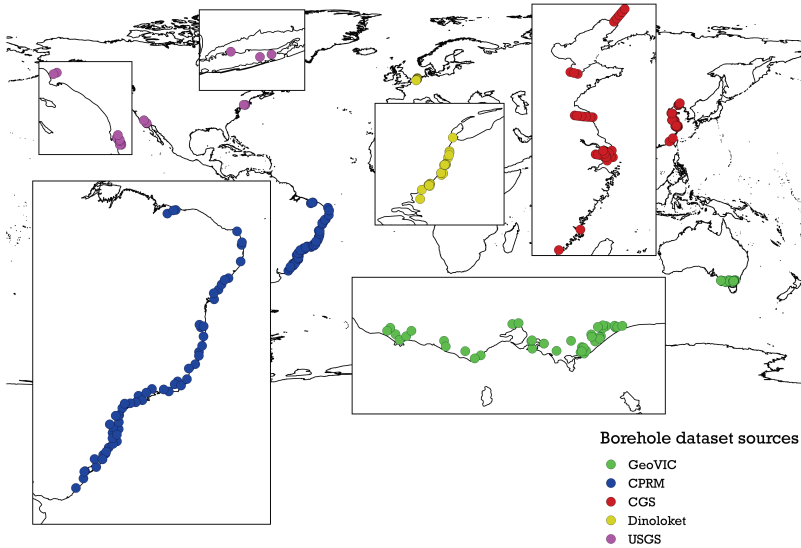 Borehole dataset sources
GeoVIC
CPRM
CGS
Dinoloket
USGS